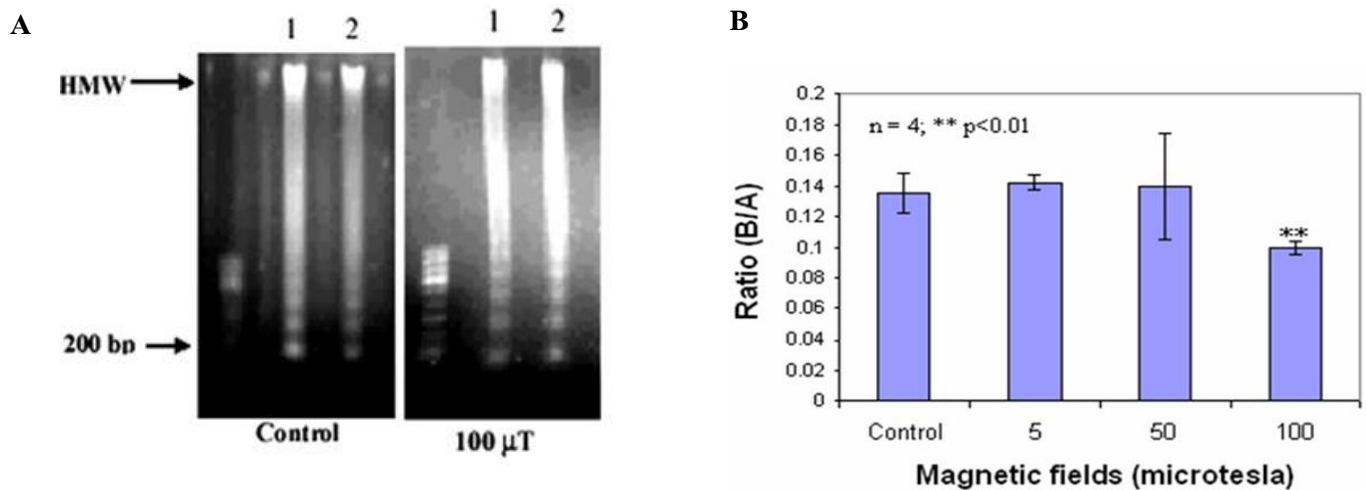 A
1 2
1 2
HMW
200 bp
Control
100 µT
B
0.2
n = 4; ** p<0.01
0.18
0.16
0.14
0.12
0.1
0.08
0.06
0.04
0.02
0
**
Ratio (B/A)
Control 5 50 100
Magnetic fields (microtesla)